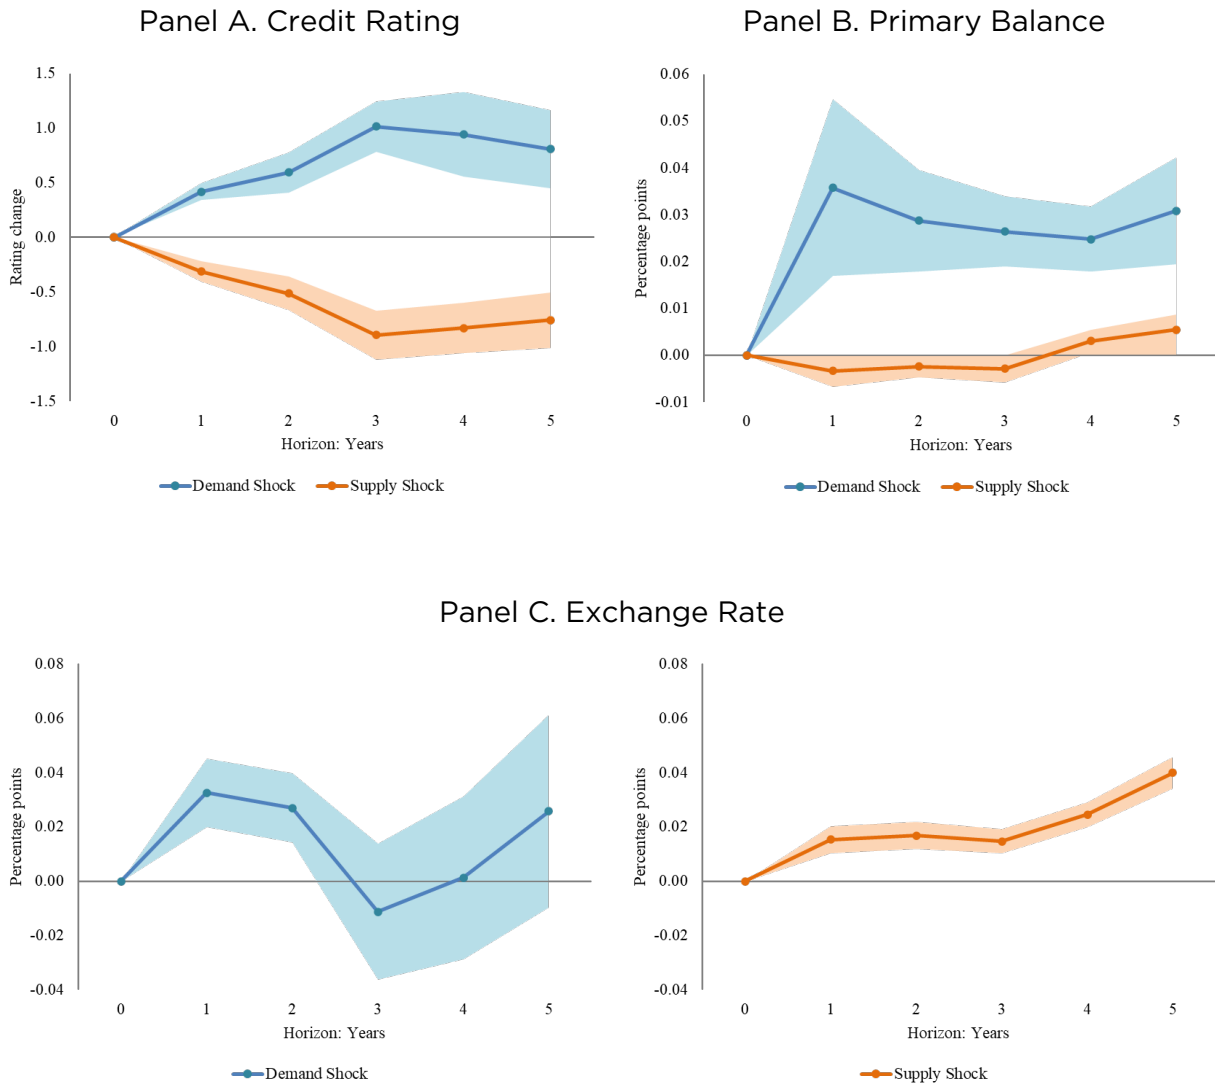 Panel A. Credit Rating
1.5
1.0
0.5
0.0
-0.5
-1.0
-1.5
Rating change
0 1 2 3 4 5
Horizon: Years
Demand Shock Supply Shock
Panel B. Primary Balance
0.06
0.05
0.04
0.03
0.02
0.01
0.00
-0.01
Percentage points
0 1 2 3 4 5
Horizon: Years
Demand Shock Supply Shock
Panel C. Exchange Rate
0.08
0.06
0.04
0.02
0.00
-0.02
-0.04
Percentage points
0 1 2 3 4 5
Horizon: Years
Demand Shock
0.08
0.06
0.04
0.02
0.00
-0.02
-0.04
Percentage points
0 1 2 3 4 5
Horizon: Years
Supply Shock